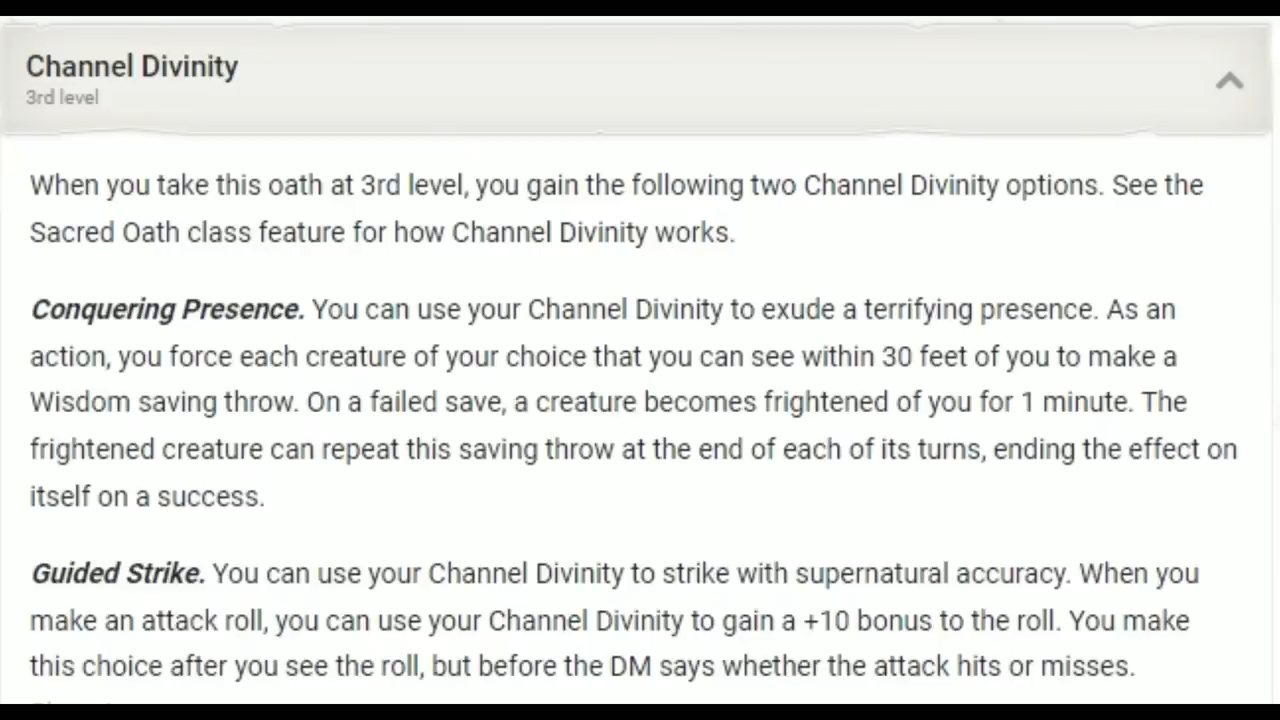 Channel Divinity
3rd level
When you take this oath at 3rd level, you gain the following two Channel Divinity options. See the
Sacred Oath class feature for how Channel Divinity works.
Conquering Presence. You can use your Channel Divinity to exude a terrifying presence. As an
action, you force each creature of your choice that you can see within 30 feet of you to make a
Wisdom saving throw. On a failed save, a creature becomes frightened of you for 1 minute. The
frightened creature can repeat this saving throw at the end of each of its turns, ending the effect on
itself on a success.
Guided Strike. You can use your Channel Divinity to strike with supernatural accuracy. When you
make an attack roll, you can use your Channel Divinity to gain a +10 bonus to the roll. You make
this choice after you see the roll, but before the DM says whether the attack hits or misses.